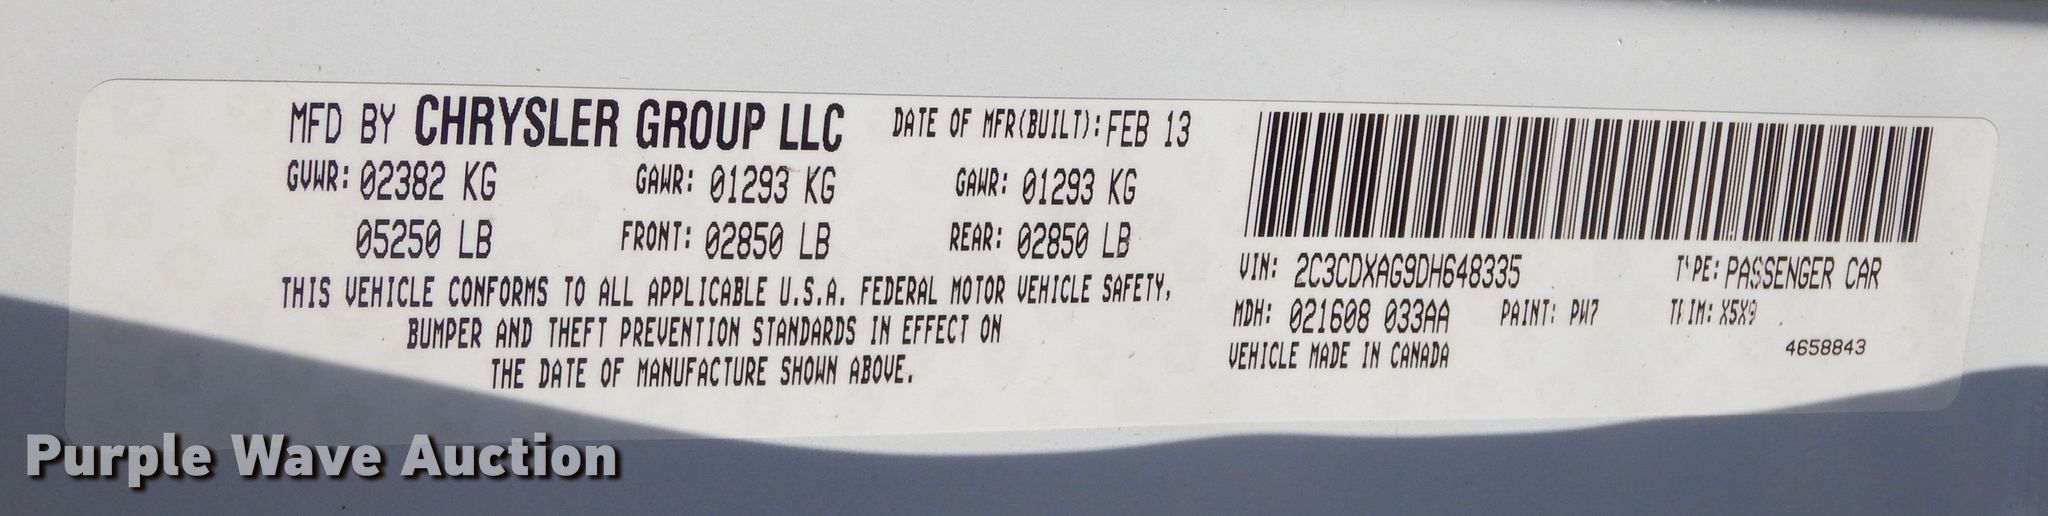 MFD BY CHRYSLER GROUP LLC DATE OF MFR(BUILT): FEB 13
GVWR: 02382 KG GAWR: 01293 KG GAWR: 01293 KG
05250 LB FRONT: 02850 LB REAR: 02850 LB
THIS VEHICLE CONFORMS TO ALL APPLICABLE U.S.A. FEDERAL MOTOR VEHICLE SAFETY,
BUMPER AND THEFT PREVENTION STANDARDS IN EFFECT ON
THE DATE OF MANUFACTURE SHOWN ABOVE.
VIN: 2C3CDXAG9DH648335 TYPE: PASSENGER CAR
MDH: 021608 033AA PAINT: PW7 TRIM: X5X9
VEHICLE MADE IN CANADA 4658843
Purple Wave Auction